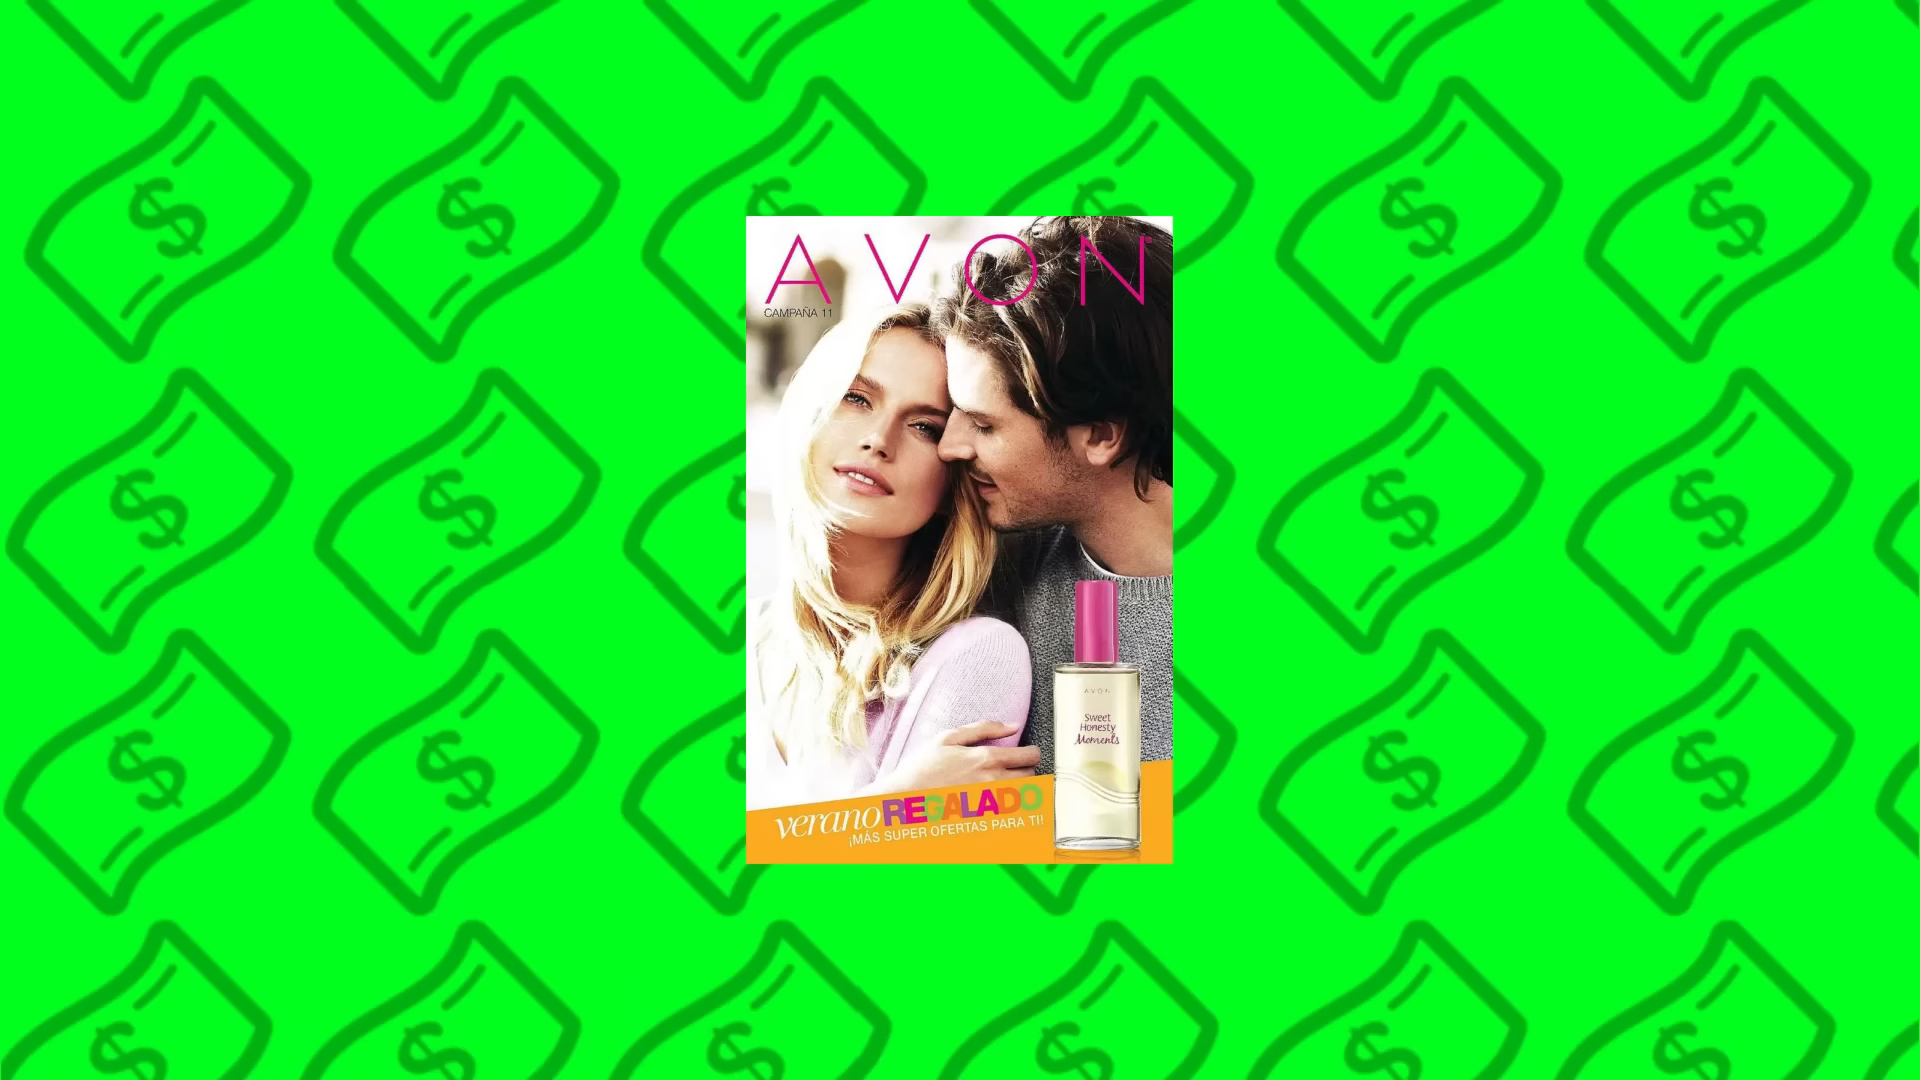 AVON
CAMPAÑA 11
AVON
Sweet
Honesty
Moments
verano REGALADO
¡MÁS SUPER OFERTAS PARA TI!
$ $ $ $ $ $
$ $ $ $
$ $ $ $
$ $ $ $ $ $